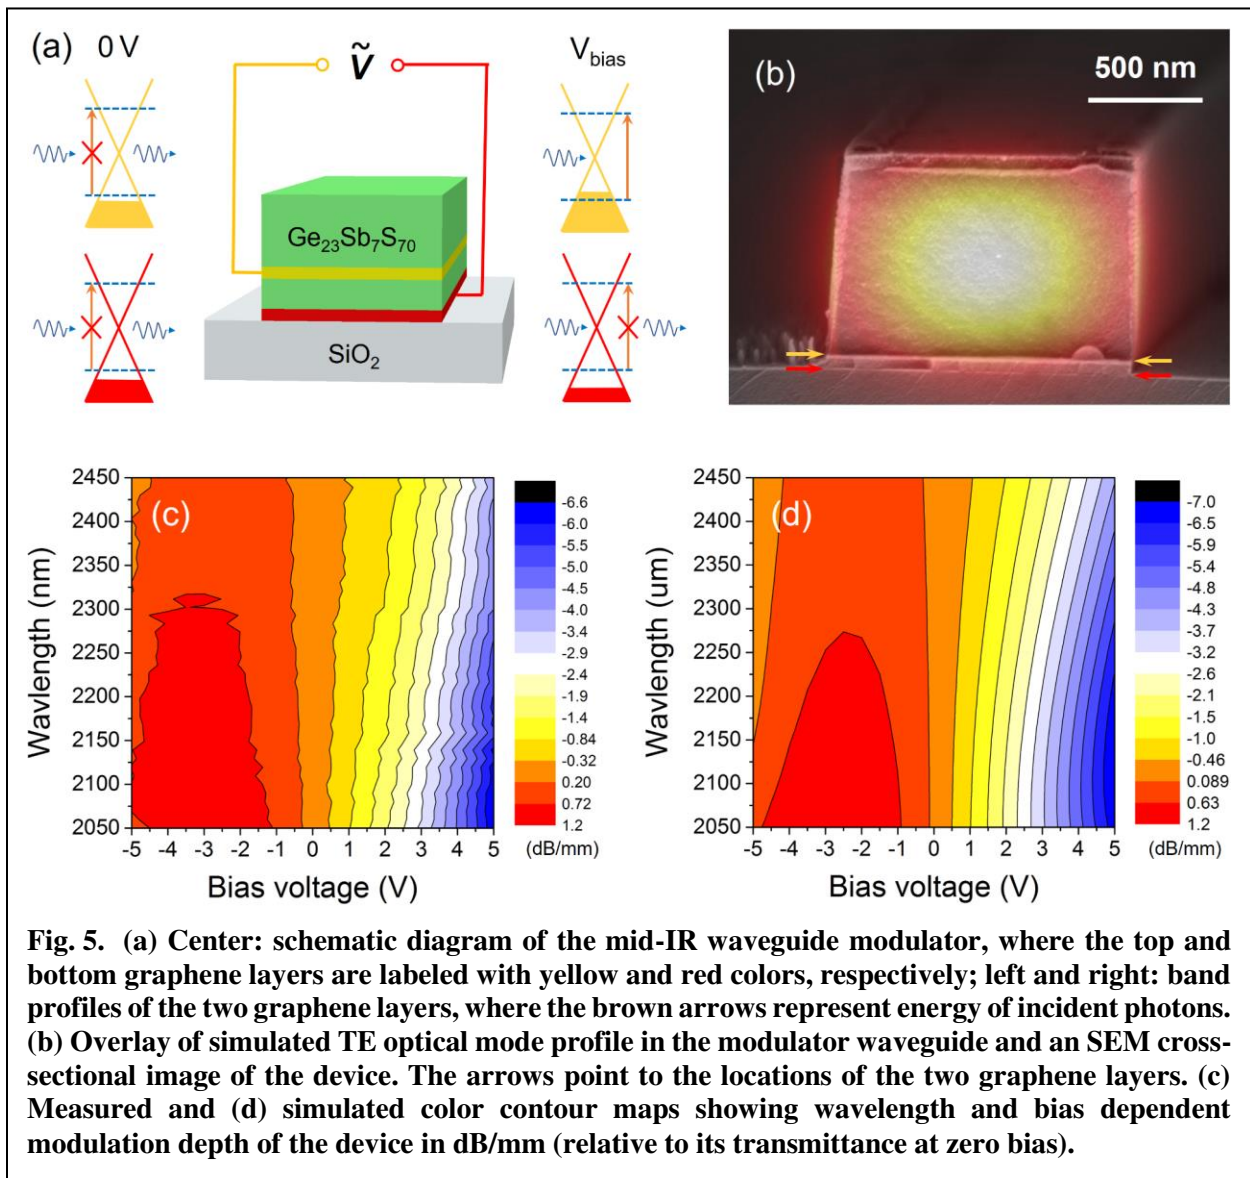 (a)
0 V
Ṽ
V_bias
Ge23Sb7S70
SiO2
(b)
500 nm
(c)
Wavlength (nm)
2450
2400
2350
2300
2250
2200
2150
2100
2050
-5 -4 -3 -2 -1 0 1 2 3 4 5
Bias voltage (V)
-6.6
-6.0
-5.5
-5.0
-4.5
-4.0
-3.4
-2.9
-2.4
-1.9
-1.4
-0.84
-0.32
0.20
0.72
1.2
(dB/mm)
(d)
Wavlength (um)
2450
2400
2350
2300
2250
2200
2150
2100
2050
-5 -4 -3 -2 -1 0 1 2 3 4 5
Bias voltage (V)
-7.0
-6.5
-5.9
-5.4
-4.8
-4.3
-3.7
-3.2
-2.6
-2.1
-1.5
-1.0
-0.46
0.089
0.63
1.2
(dB/mm)
Fig. 5. (a) Center: schematic diagram of the mid-IR waveguide modulator, where the top and
bottom graphene layers are labeled with yellow and red colors, respectively; left and right: band
profiles of the two graphene layers, where the brown arrows represent energy of incident photons.
(b) Overlay of simulated TE optical mode profile in the modulator waveguide and an SEM cross-
sectional image of the device. The arrows point to the locations of the two graphene layers. (c)
Measured and (d) simulated color contour maps showing wavelength and bias dependent
modulation depth of the device in dB/mm (relative to its transmittance at zero bias).